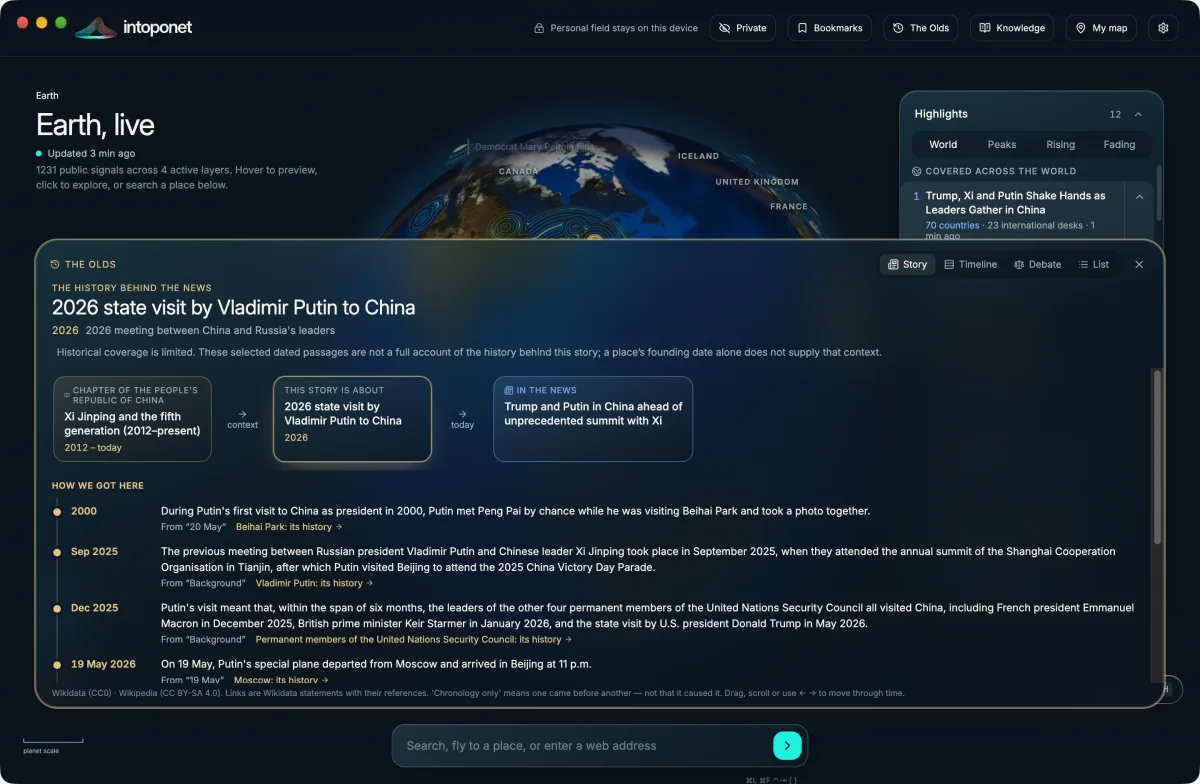 intoponet
Personal field stays on this device
Private
Bookmarks
The Olds
Knowledge
My map
Earth
Earth, live
Updated 3 min ago
1231 public signals across 4 active layers. Hover to preview,
click to explore, or search a place below.
CANADA
ICELAND
UNITED KINGDOM
FRANCE
Highlights
12
World
Peaks
Rising
Fading
COVERED ACROSS THE WORLD
1 Trump, Xi and Putin Shake Hands as
Leaders Gather in China
70 countries · 23 international desks · 1
min ago
THE OLDS
Story
Timeline
Debate
List
THE HISTORY BEHIND THE NEWS
2026 state visit by Vladimir Putin to China
2026 2026 meeting between China and Russia's leaders
Historical coverage is limited. These selected dated passages are not a full account of the history behind this story; a place's founding date alone does not supply that context.
CHAPTER OF THE PEOPLE'S
REPUBLIC OF CHINA
Xi Jinping and the fifth
generation (2012–present)
2012 – today
→
context
THIS STORY IS ABOUT
2026 state visit by
Vladimir Putin to China
2026
→
today
IN THE NEWS
Trump and Putin in China ahead of
unprecedented summit with Xi
HOW WE GOT HERE
2000
During Putin's first visit to China as president in 2000, Putin met Peng Pai by chance while he was visiting Beihai Park and took a photo together.
From “20 May” Beihai Park: its history →
Sep 2025
The previous meeting between Russian president Vladimir Putin and Chinese leader Xi Jinping took place in September 2025, when they attended the annual summit of the Shanghai Cooperation
Organisation in Tianjin, after which Putin visited Beijing to attend the 2025 China Victory Day Parade.
From “Background” Vladimir Putin: its history →
Dec 2025
Putin's visit meant that, within the span of six months, the leaders of the other four permanent members of the United Nations Security Council all visited China, including French president Emmanuel
Macron in December 2025, British prime minister Keir Starmer in January 2026, and the state visit by U.S. president Donald Trump in May 2026.
From “Background” Permanent members of the United Nations Security Council: its history →
19 May 2026
On 19 May, Putin's special plane departed from Moscow and arrived in Beijing at 11 p.m.
From “19 May” Moscow: its history →
Wikidata (CC0) · Wikipedia (CC BY-SA 4.0). Links are Wikidata statements with their references. 'Chronology only' means one came before another — not that it caused it. Drag, scroll or use ← → to move through time.
planet scale
Search, fly to a place, or enter a web address